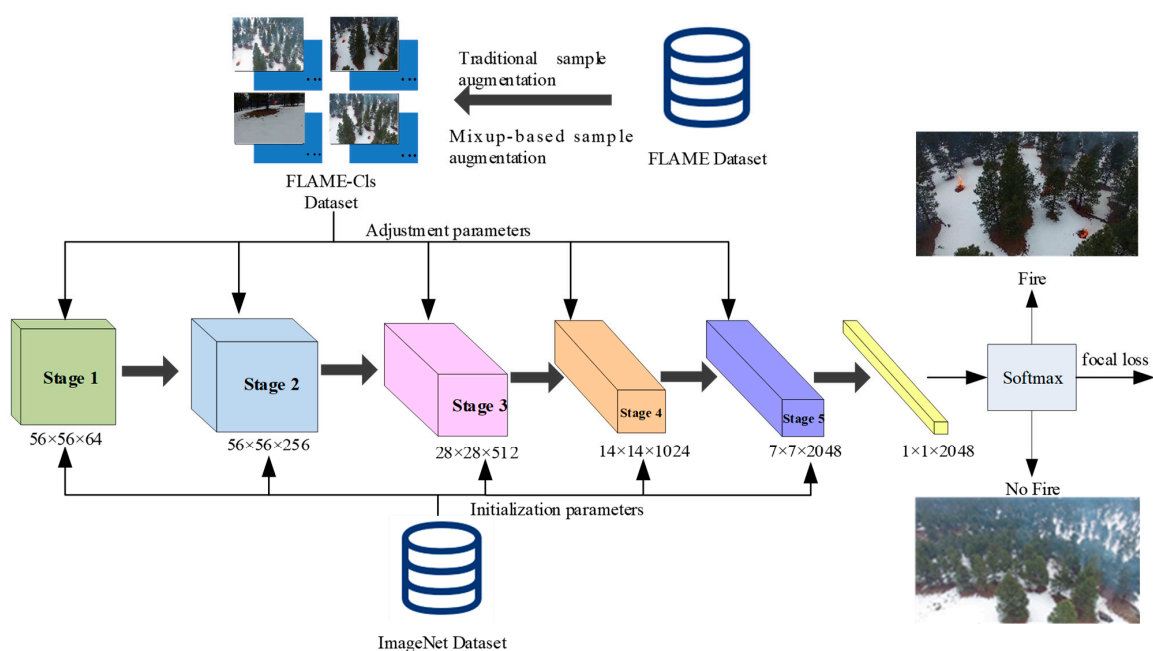 Traditional sample
augmentation
Mixup-based sample
augmentation
FLAME Dataset
FLAME-Cls
Dataset
Adjustment parameters
Fire
Stage 1
Stage 2
Stage 3
Stage 4
Stage 5
Softmax
focal loss
56×56×64
56×56×256
28×28×512
14×14×1024
7×7×2048
1×1×2048
No Fire
Initialization parameters
ImageNet Dataset